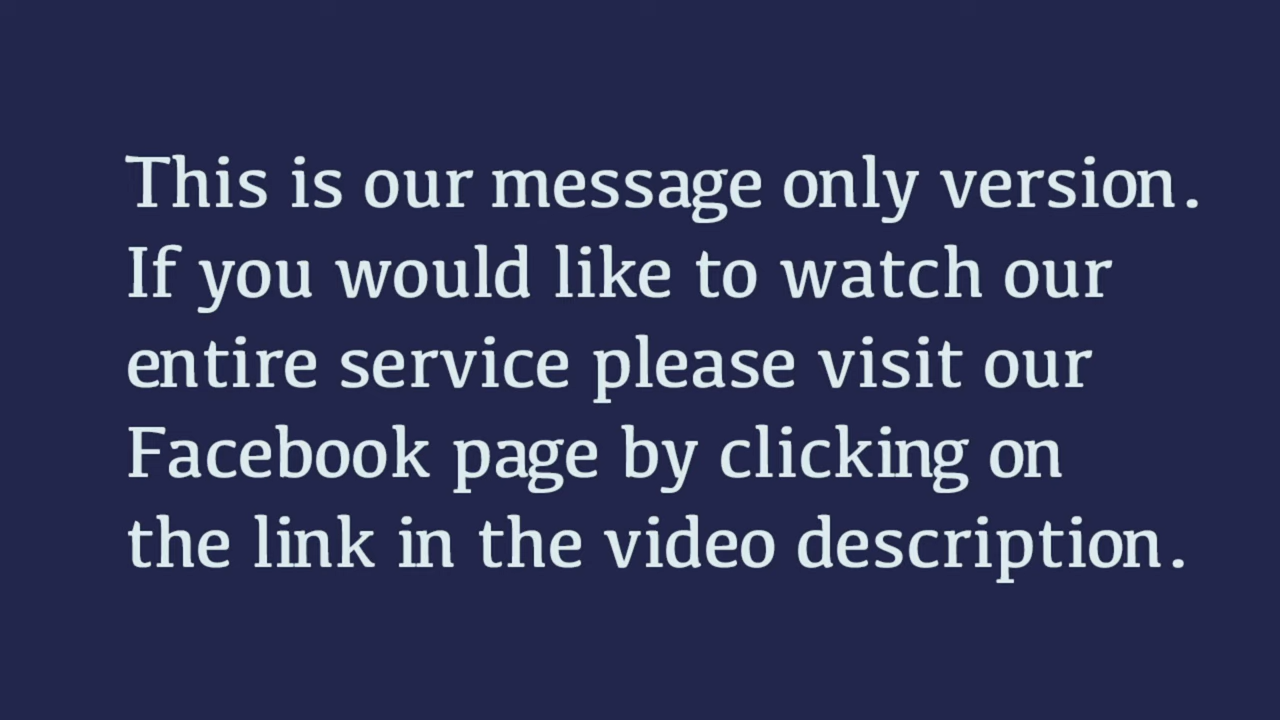 This is our message only version.
If you would like to watch our
entire service please visit our
Facebook page by clicking on
the link in the video description.